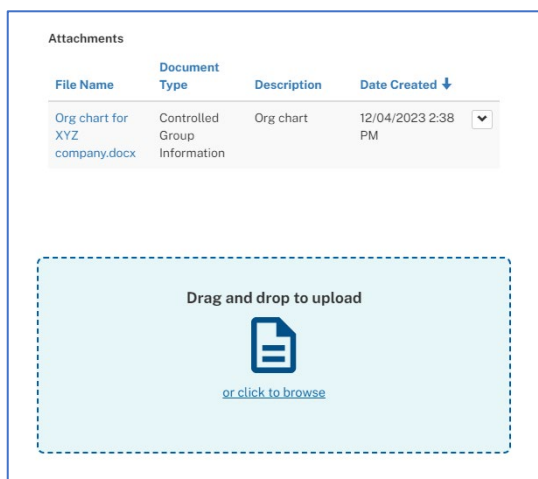 Attachments
File Name Document Type Description Date Created
Org chart for XYZ company.docx Controlled Group Information Org chart 12/04/2023 2:38 PM
Drag and drop to upload
or click to browse